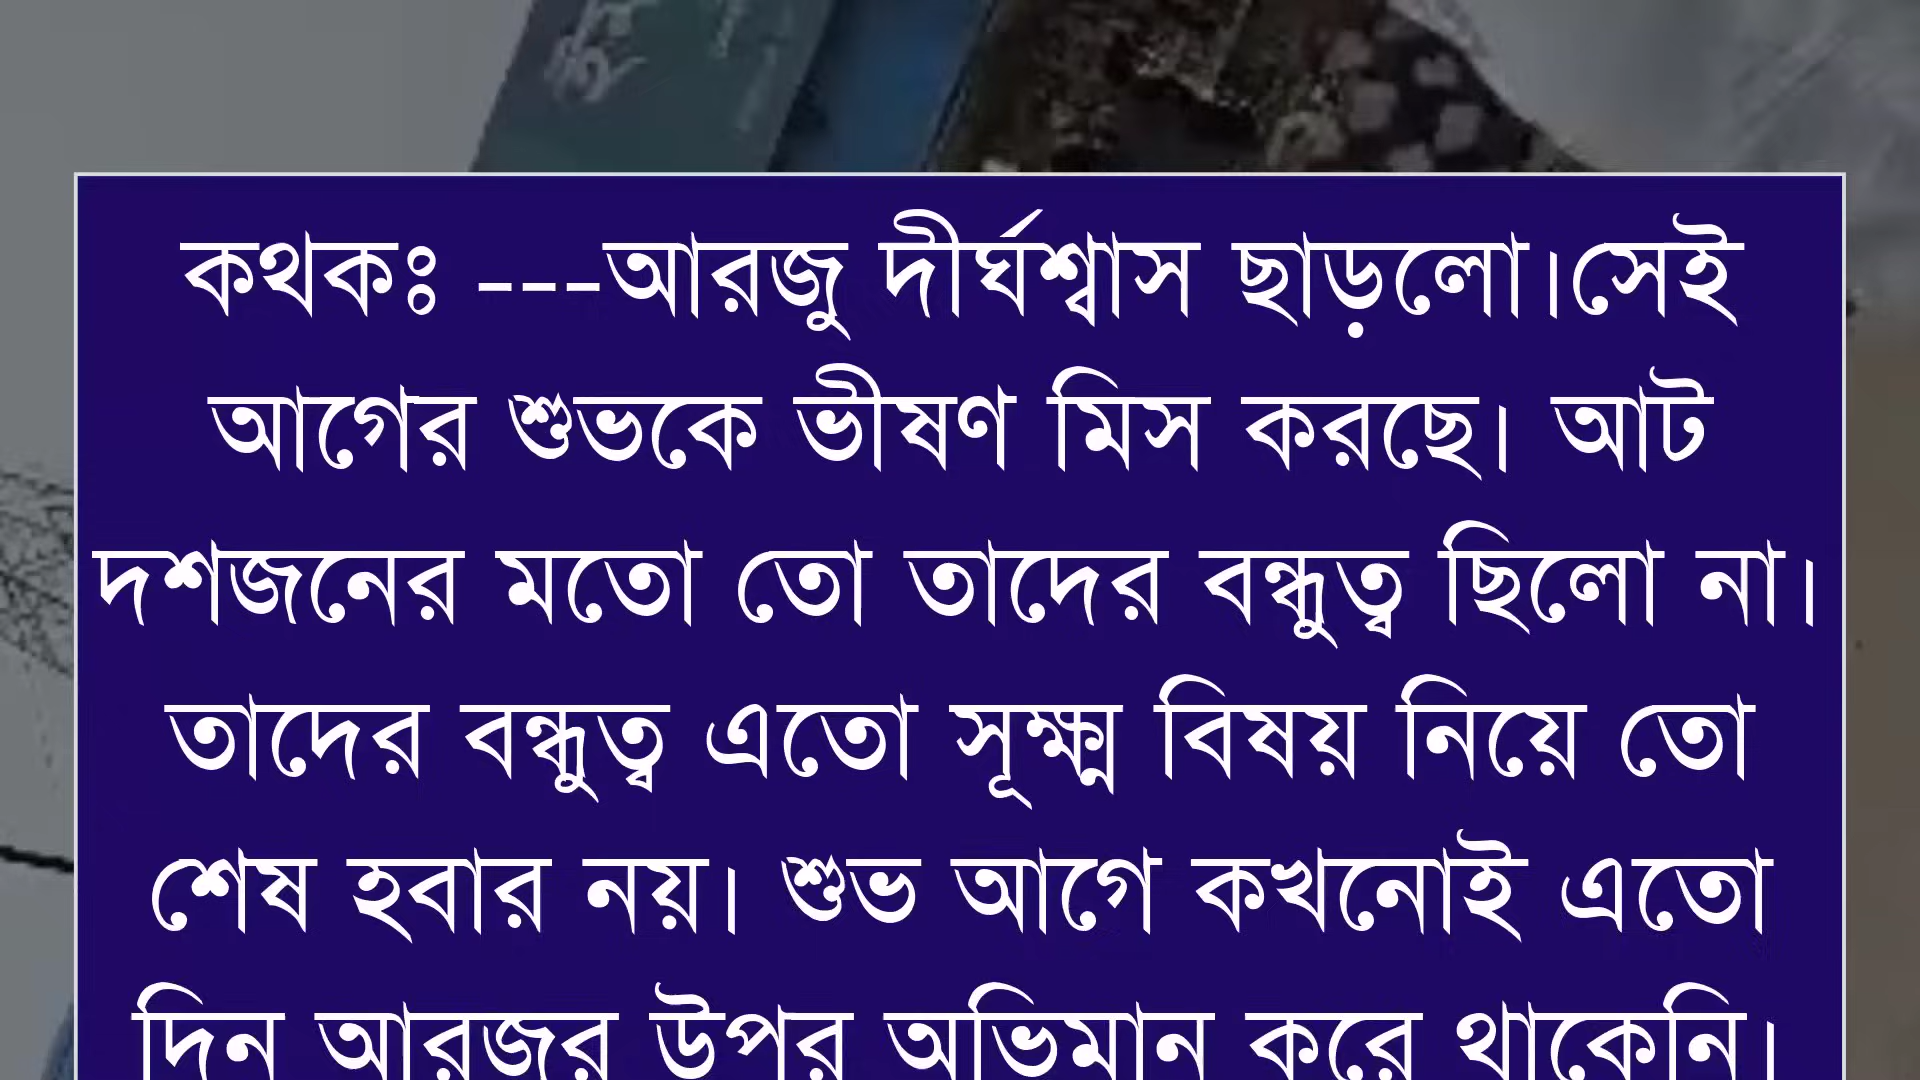 কথকঃ ---আরজু দীর্ঘশ্বাস ছাড়লো।সেই
আগের শুভকে ভীষণ মিস করছে। আট
দশজনের মতো তো তাদের বন্ধুত্ব ছিলো না।
তাদের বন্ধুত্ব এতো সূক্ষ্ম বিষয় নিয়ে তো
শেষ হবার নয়। শুভ আগে কখনোই এতো
দিন আরজুর উপর অভিমান করে থাকেনি।